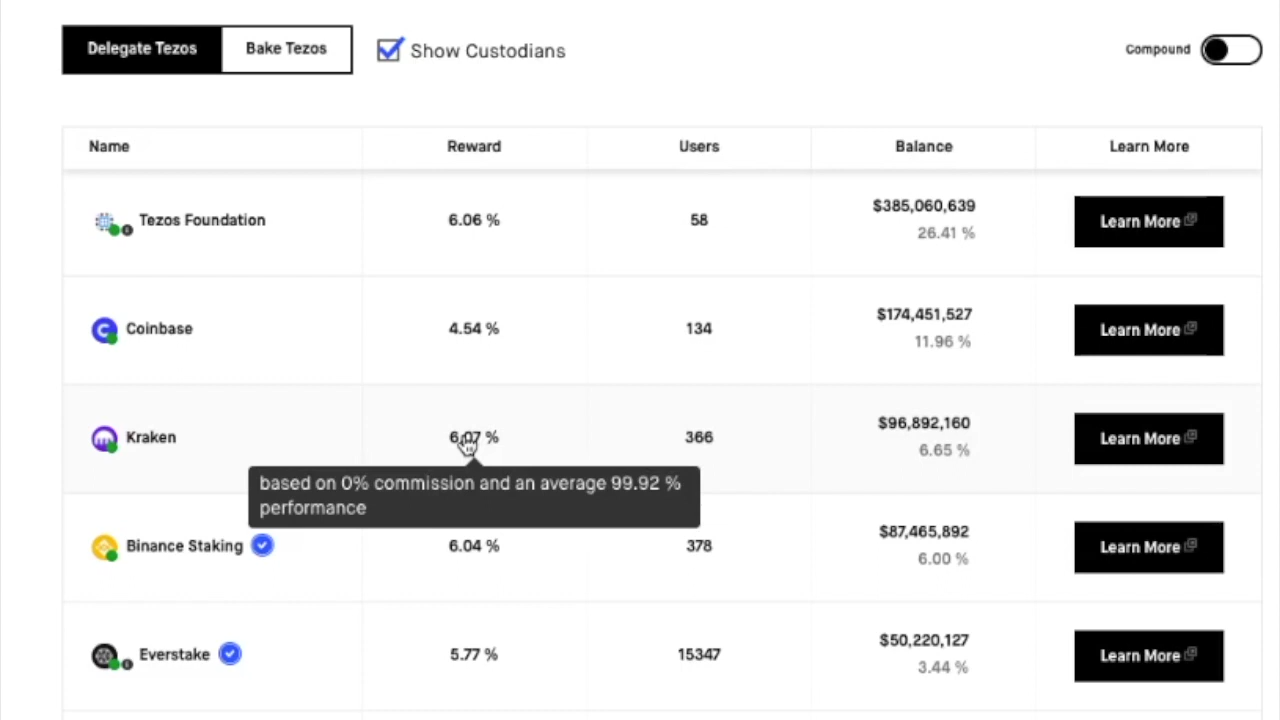 Delegate Tezos
Bake Tezos
Show Custodians
Compound
Name
Reward
Users
Balance
Learn More
Tezos Foundation
6.06 %
58
$385,060,639
26.41 %
Learn More
Coinbase
4.54 %
134
$174,451,527
11.96 %
Learn More
Kraken
6.07 %
366
$96,892,160
6.65 %
Learn More
based on 0% commission and an average 99.92 %
performance
Binance Staking
6.04 %
378
$87,465,892
6.00 %
Learn More
Everstake
5.77 %
15347
$50,220,127
3.44 %
Learn More